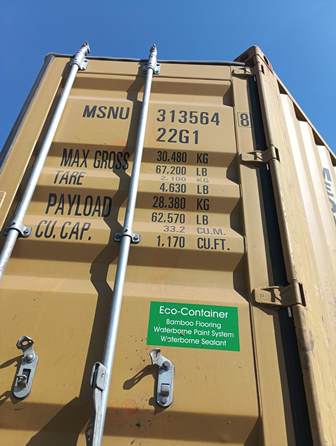 MSNU 313564 8
22G1
MAX GROSS 30.480 KG
67,200 LB
TARE 2.100 KG
4.630 LB
PAYLOAD 28.380 KG
62.570 LB
CU. CAP. 33.2 CU.M.
1,170 CU.FT.
Eco-Container
Bamboo Flooring
Waterborne Paint System
Waterborne Sealant